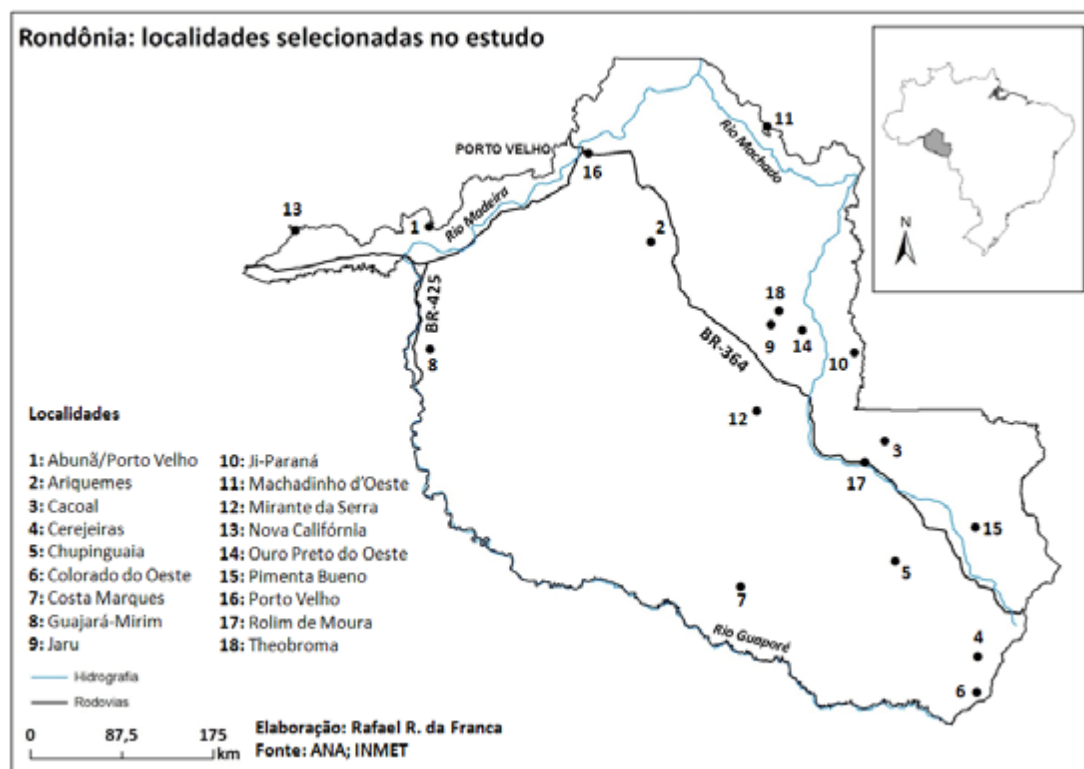 Rondônia: localidades selecionadas no estudo
11
PORTO VELHO
Rio Machado
16
13
1
Rio Madeira
2
N
BR-425
18
9
14
BR-364
10
8
12
3
17
15
5
7
Rio Guaporé
4
6
Localidades
1: Abunã/Porto Velho
2: Ariquemes
3: Cacoal
4: Cerejeiras
5: Chupinguaia
6: Colorado do Oeste
7: Costa Marques
8: Guajará-Mirim
9: Jaru
10: Ji-Paraná
11: Machadinho d'Oeste
12: Mirante da Serra
13: Nova Califórnia
14: Ouro Preto do Oeste
15: Pimenta Bueno
16: Porto Velho
17: Rolim de Moura
18: Theobroma
Hidrografia
Rodovias
0 87,5 175
km
Elaboração: Rafael R. da Franca
Fonte: ANA; INMET